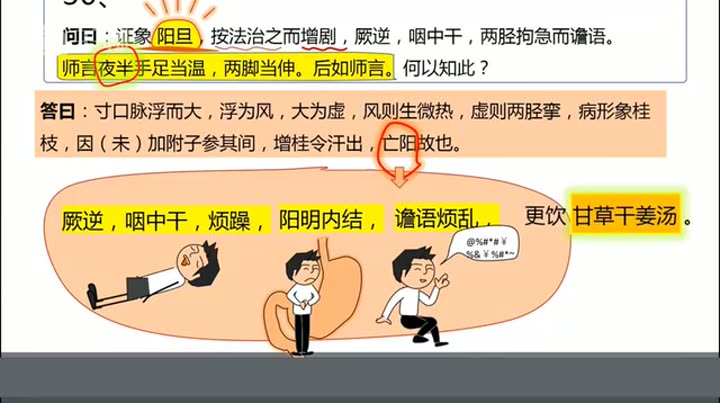 30、
问曰：证象阳旦，按法治之而增剧，厥逆，咽中干，两胫拘急而谵语。
师言夜半手足当温，两脚当伸。后如师言。何以知此？
答曰：寸口脉浮而大，浮为风，大为虚，风则生微热，虚则两胫挛，病形象桂
枝，因（未）加附子参其间，增桂令汗出，亡阳故也。
厥逆，咽中干，烦躁，阳明内结，谵语烦乱， 更饮 甘草干姜汤。
@%#*#￥
%&￥%#*~